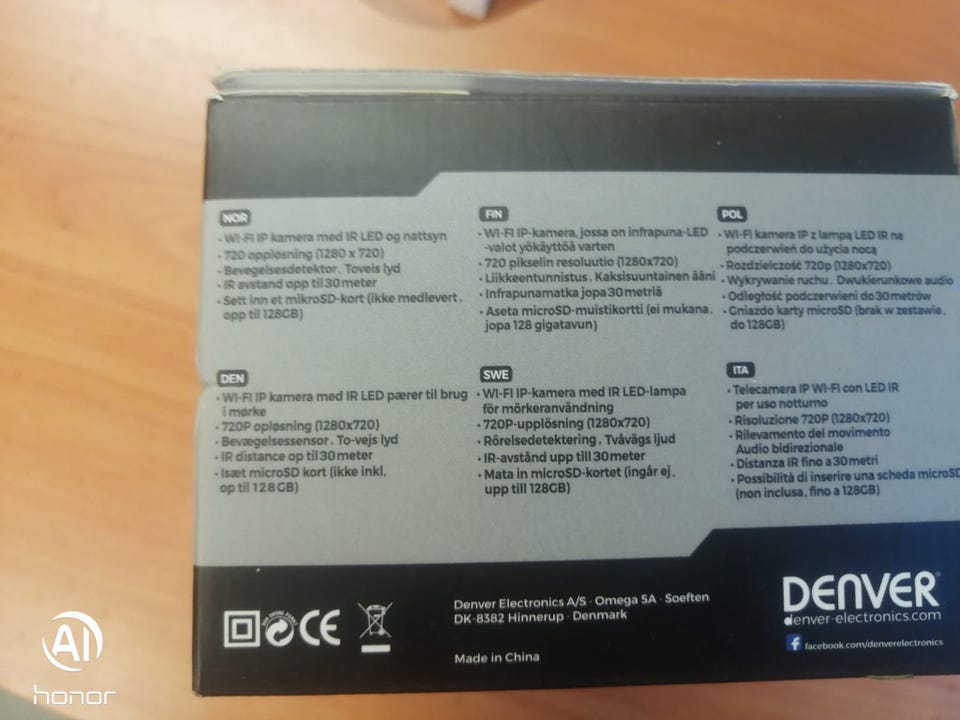 NOR
• WI-FI IP kamera med IR LED og nattsyn
• 720 oppløsning (1280 x 720)
• Bevegelsesdetektor, Toveis lyd
• IR avstand opp til 30 meter
• Sett inn et mikroSD-kort (ikke medlevert,
opp til 128GB)
FIN
• WI-FI IP-kamera, jossa on infrapuna-LED
-valot yökäyttöä varten
• 720 pikselin resoluutio (1280x720)
• Liikkeentunnistus, Kaksisuuntainen ääni
• Infrapunamatka jopa 30 metriä
• Aseta microSD-muistikortti (ei mukana,
jopa 128 gigatavun)
POL
• WI-FI kamera IP z lampą LED IR na
podczerwień do użycia nocą
• Rozdzielczość 720p (1280x720)
• Wykrywanie ruchu, Dwukierunkowe audio
• Odległość podczerwieni do 30 metrów
• Gniazdo karty microSD (brak w zestawie,
do 128GB)
DEN
• WI-FI IP kamera med IR LED pærer til brug
i mørke
• 720P opløsning (1280x720)
• Bevægelsessensor, To-vejs lyd
• IR distance op til 30 meter
• Isæt microSD kort (ikke inkl,
op til 128GB)
SWE
• WI-FI IP-kamera med IR LED-lampa
för mörkeranvändning
• 720P-upplösning (1280x720)
• Rörelsedetektering, Tvåvägs ljud
• IR-avstånd upp till 30 meter
• Mata in microSD-kortet (ingår ej,
upp till 128GB)
ITA
• Telecamera IP WI-FI con LED IR
per uso notturno
• Risoluzione 720P (1280x720)
• Rilevamento del movimento
Audio bidirezionale
• Distanza IR fino a 30 metri
• Possibilità di inserire una scheda microSD
(non inclusa, fino a 128GB)
CE
Denver Electronics A/S · Omega 5A · Soeften
DK-8382 Hinnerup · Denmark
Made in China
DENVER
denver-electronics.com
f facebook.com/denverelectronics
AI
honor